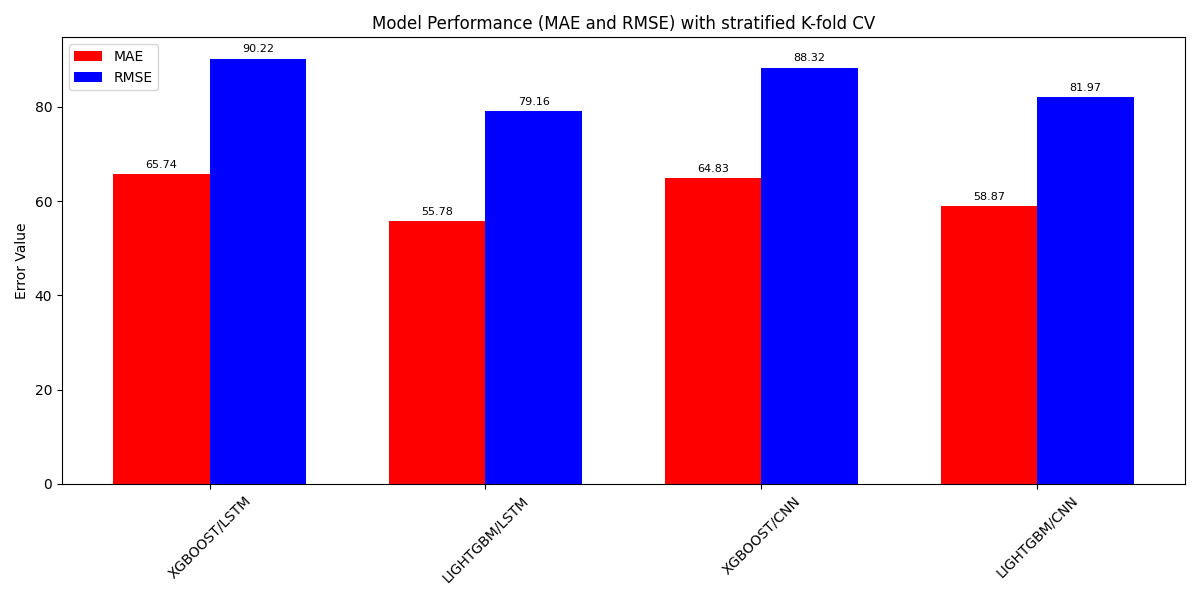 Model Performance (MAE and RMSE) with stratified K-fold CV
MAE
RMSE
90.22
88.32
79.16
81.97
65.74
64.83
55.78
58.87
Error Value
80
60
40
20
0
XGBOOST/LSTM
LIGHTGBM/LSTM
XGBOOST/CNN
LIGHTGBM/CNN